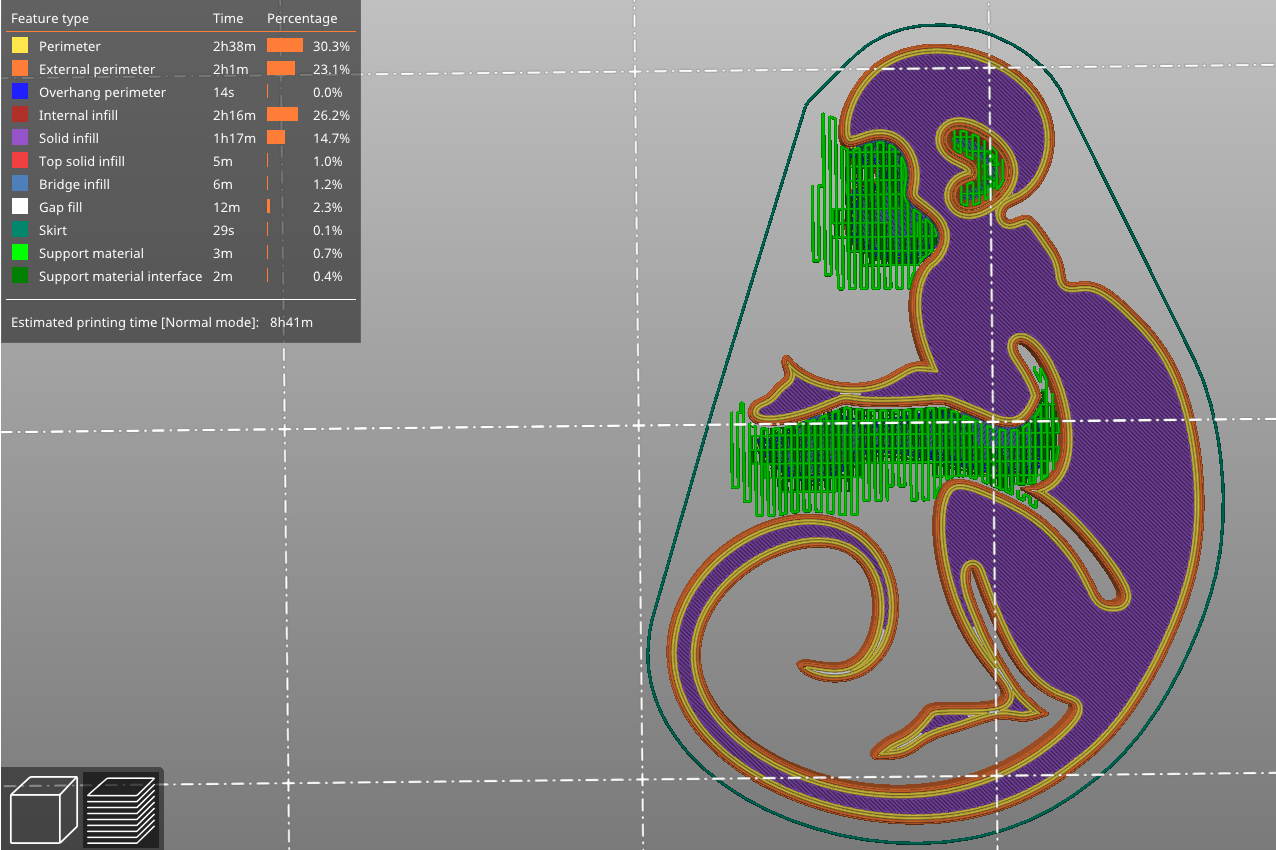 Feature type Time Percentage
Perimeter 2h38m 30.3%
External perimeter 2h1m 23.1%
Overhang perimeter 14s 0.0%
Internal infill 2h16m 26.2%
Solid infill 1h17m 14.7%
Top solid infill 5m 1.0%
Bridge infill 6m 1.2%
Gap fill 12m 2.3%
Skirt 29s 0.1%
Support material 3m 0.7%
Support material interface 2m 0.4%
Estimated printing time [Normal mode]: 8h41m